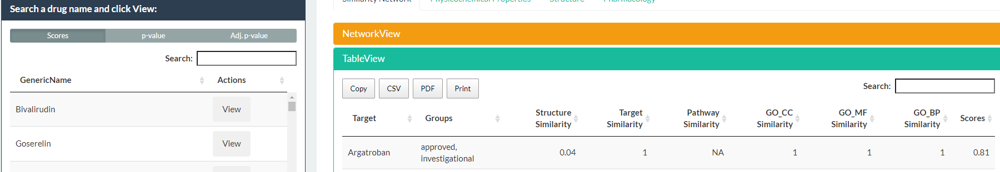 Search a drug name and click View:
Scores p-value Adj. p-value
Search:
GenericName Actions
Bivalirudin View
Goserelin View
Similarity Network Physicochemical Properties Structure Pharmacology
NetworkView
TableView
Copy CSV PDF Print
Search:
Target Groups Structure Similarity Target Similarity Pathway Similarity GO_CC Similarity GO_MF Similarity GO_BP Similarity Scores
Argatroban approved, investigational 0.04 1 NA 1 1 1 0.81